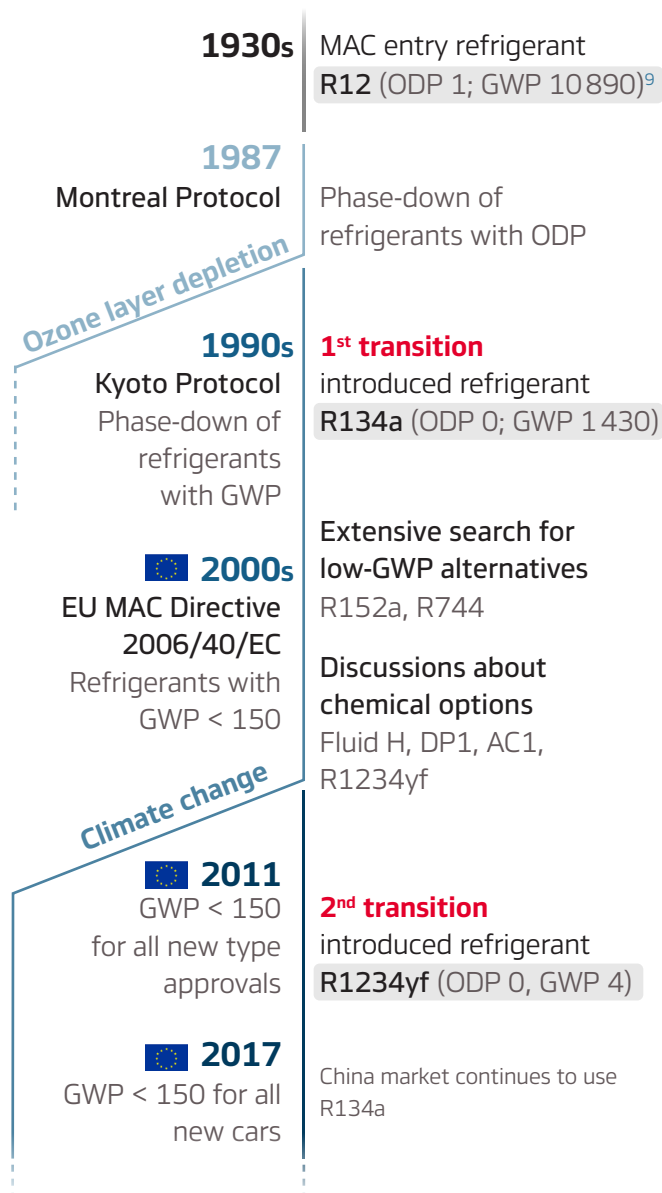 1930s
MAC entry refrigerant
R12 (ODP 1; GWP 10 890)9
1987
Montreal Protocol
Phase-down of
refrigerants with ODP
Ozone layer depletion
1990s
Kyoto Protocol
Phase-down of
refrigerants
with GWP
1st transition
introduced refrigerant
R134a (ODP 0; GWP 1 430)
2000s
EU MAC Directive
2006/40/EC
Refrigerants with
GWP < 150
Extensive search for
low-GWP alternatives
R152a, R744
Discussions about
chemical options
Fluid H, DP1, AC1,
R1234yf
Climate change
2011
GWP < 150
for all new type
approvals
2nd transition
introduced refrigerant
R1234yf (ODP 0, GWP 4)
2017
GWP < 150 for all
new cars
China market continues to use
R134a